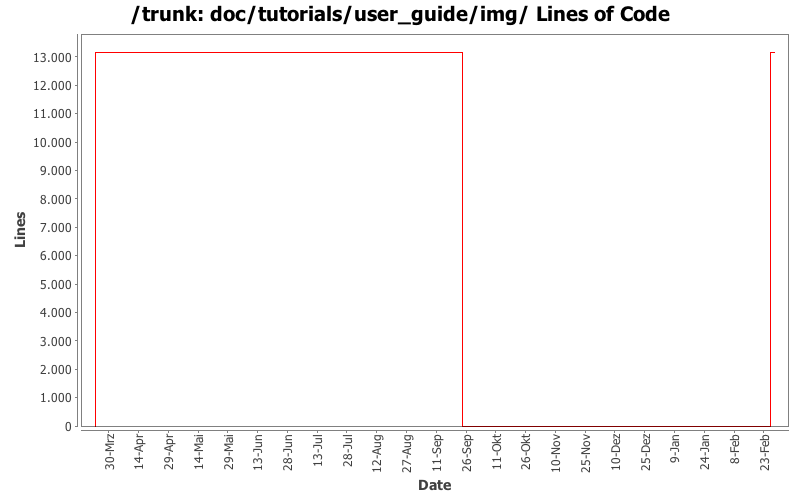 /trunk: doc/tutorials/user_guide/img/ Lines of Code
Lines
13.000
12.000
11.000
10.000
9.000
8.000
7.000
6.000
5.000
4.000
3.000
2.000
1.000
0
30-Mrz
14-Apr
29-Apr
14-Mai
29-Mai
13-Jun
28-Jun
13-Jul
28-Jul
12-Aug
27-Aug
11-Sep
26-Sep
11-Okt
26-Okt
10-Nov
25-Nov
10-Dez
25-Dez
9-Jan
24-Jan
8-Feb
23-Feb
Date